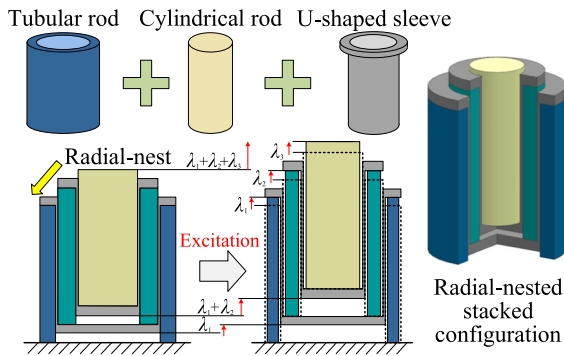 Tubular rod
Cylindrical rod
U-shaped sleeve
Radial-nest
λ1+λ2+λ3
λ3
λ2
λ1
Excitation
λ1+λ2
λ1
Radial-nested
stacked
configuration